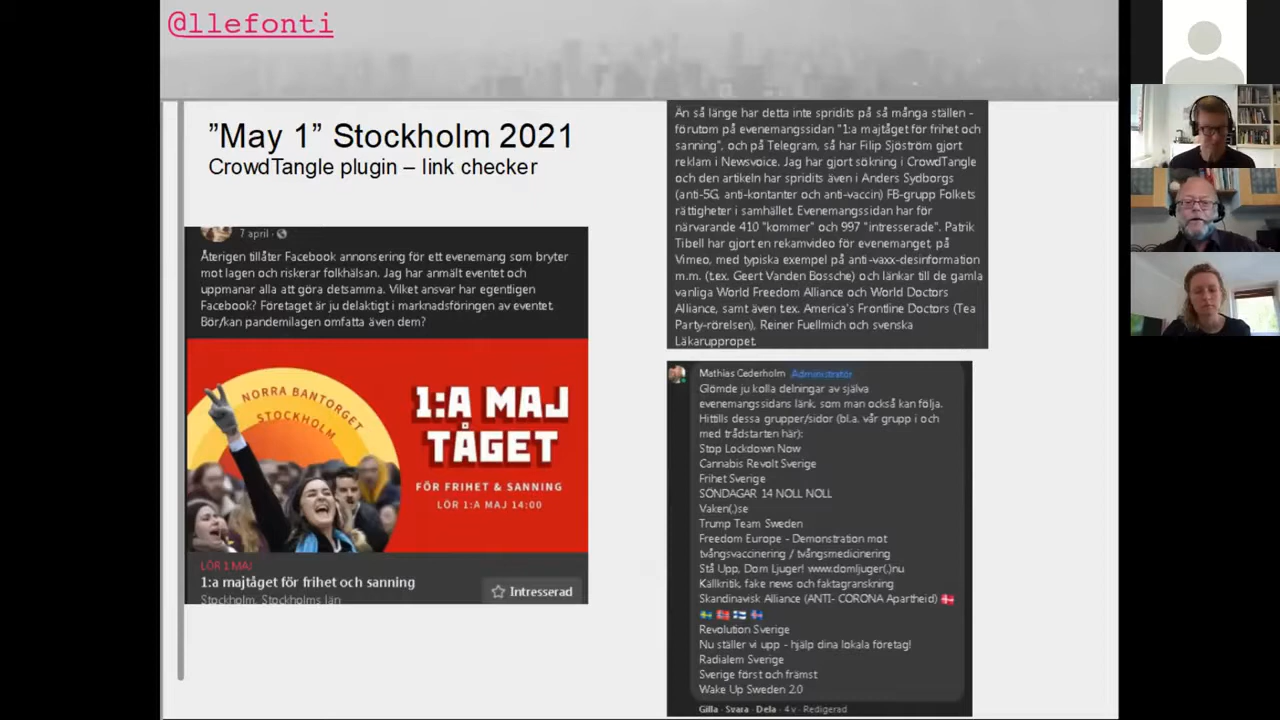 @llefonti
”May 1” Stockholm 2021
CrowdTangle plugin – link checker
7 april ·
Återigen tillåter Facebook annonsering för ett evenemang som bryter
mot lagen och riskerar folkhälsan. Jag har anmält eventet och
uppmanar alla att göra detsamma. Vilket ansvar har egentligen
Facebook? Företaget är ju delaktigt i marknadsföringen av eventet.
Bör/kan pandemilagen omfatta även dem?
NORRA BANTORGET
STOCKHOLM
1:A MAJ
TÅGET
FÖR FRIHET & SANNING
LÖR 1:A MAJ 14:00
LÖR 1 MAJ
1:a majtåget för frihet och sanning
Intresserad
Stockholm, Stockholms län
Än så länge har detta inte spridits på så många ställen -
förutom på evenemangssidan "1:a majtåget för frihet och
sanning", och på Telegram, så har Filip Sjöström gjort
reklam i Newsvoice. Jag har gjort sökning i CrowdTangle
och den artikeln har spridits även i Anders Sydborgs
(anti-5G, anti-kontanter och anti-vaccin) FB-grupp Folkets
rättigheter i samhället. Evenemangssidan har för
närvarande 410 "kommer" och 997 "intresserade". Patrik
Tibell har gjort en rekamvideo för evenemanget, på
Vimeo, med typiska exempel på anti-vaxx-desinformation
m.m. (t.ex. Geert Vanden Bossche) och länkar till de gamla
vanliga World Freedom Alliance och World Doctors
Alliance, samt även t.ex. America's Frontline Doctors (Tea
Party-rörelsen), Reiner Fuellmich och svenska
Läkaruppropet.
Mathias Cederholm Administratör
Glömde ju kolla delningar av själva
evenemangssidans länk, som man också kan följa.
Hittills dessa grupper/sidor (bl.a. vår grupp i och
med trådstarten här):
Stop Lockdown Now
Cannabis Revolt Sverige
Frihet Sverige
SÖNDAGAR 14 NOLL NOLL
Vaken(.)se
Trump Team Sweden
Freedom Europe - Demonstration mot
tvångsvaccinering / tvångsmedicinering
Stå Upp, Dom Ljuger! www.domljuger(.)nu
Källkritik, fake news och faktagranskning
Skandinavisk Alliance (ANTI- CORONA Apartheid)
Revolution Sverige
Nu ställer vi upp - hjälp dina lokala företag!
Radialem Sverige
Sverige först och främst
Wake Up Sweden 2.0
Gilla · Svara · Dela · 4 v · Redigerad